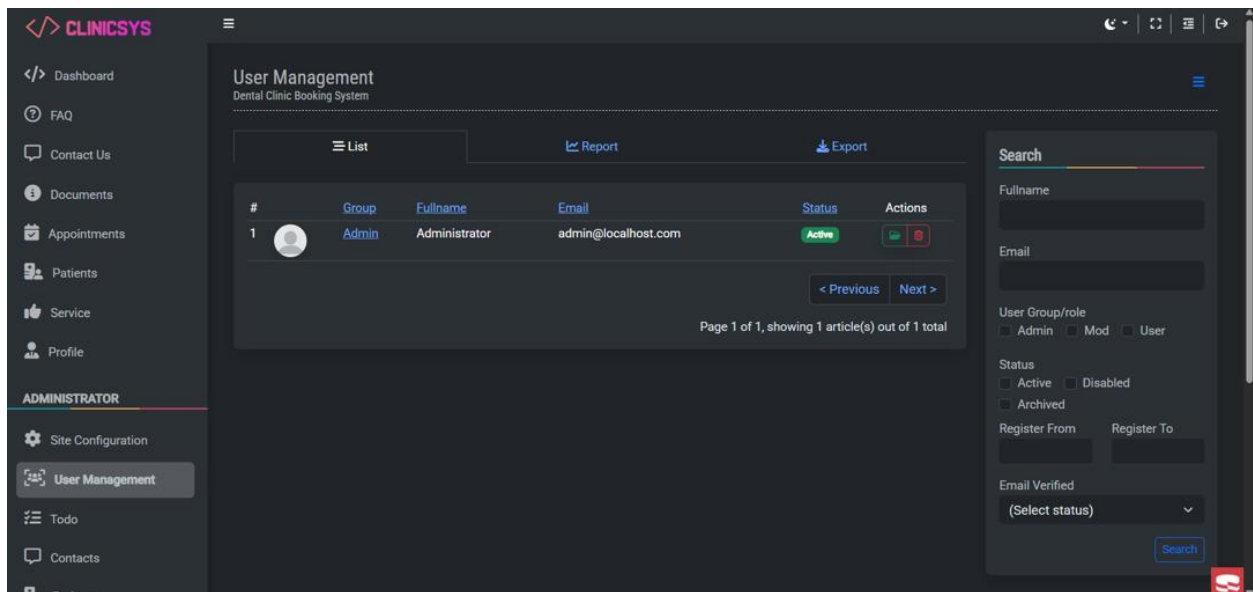 </> CLINICSYS
</> Dashboard
FAQ
Contact Us
Documents
Appointments
Patients
Service
Profile
ADMINISTRATOR
Site Configuration
User Management
Todo
Contacts
User Management
Dental Clinic Booking System
List
Report
Export
# Group Fullname Email Status Actions
1 Admin Administrator admin@localhost.com Active
< Previous Next >
Page 1 of 1, showing 1 article(s) out of 1 total
Search
Fullname
Email
User Group/role
Admin Mod User
Status
Active Disabled
Archived
Register From Register To
Email Verified
(Select status)
Search